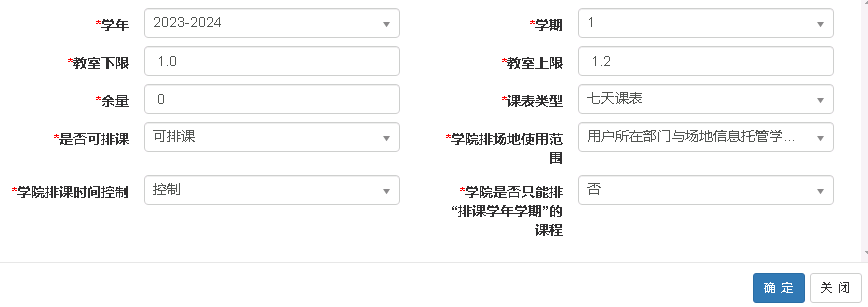 *学年 2023-2024 *学期 1
*教室下限 1.0 *教室上限 1.2
*余量 0 *课表类型 七天课表
*是否可排课 可排课 *学院排场地使用范 用户所在部门与场地信息托管学...
围
*学院排课时间控制 控制 *学院是否只能排 否
“排课学年学期”的
课程
确 定 关 闭